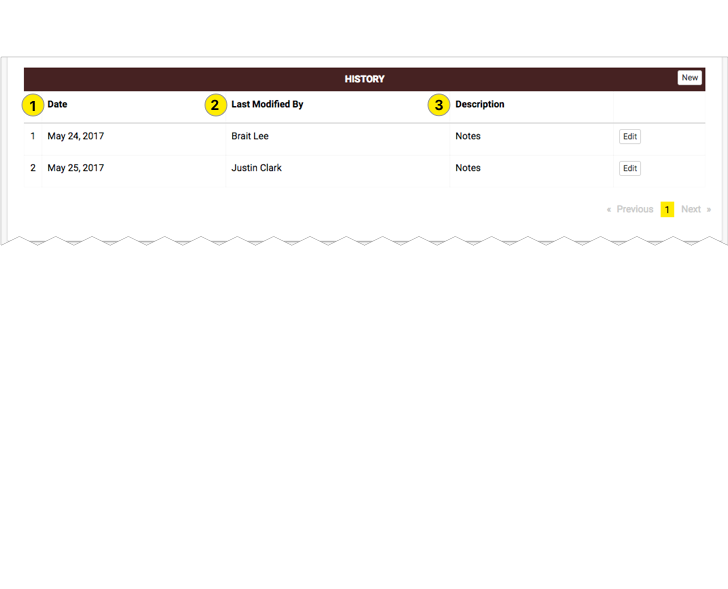 HISTORY New
1 Date 2 Last Modified By 3 Description
1 May 24, 2017 Brait Lee Notes Edit
2 May 25, 2017 Justin Clark Notes Edit
« Previous 1 Next »